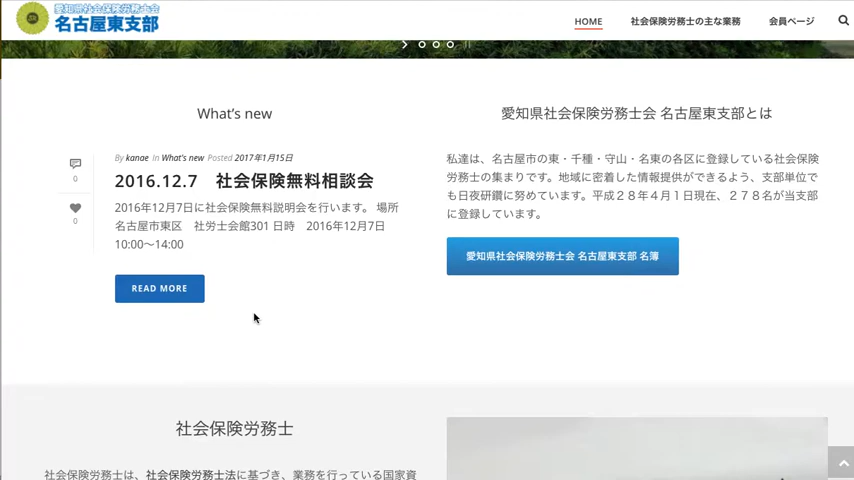 愛知県社会保険労務士会
名古屋東支部
HOME
社会保険労務士の主な業務
会員ページ
What's new
愛知県社会保険労務士会 名古屋東支部とは
By kanae In What's new Posted 2017年1月15日
0
2016.12.7　社会保険無料相談会
0
2016年12月7日に社会保険無料説明会を行います。 場所
名古屋市東区　社労士会館301 日時　2016年12月7日
10:00〜14:00
READ MORE
私達は、名古屋市の東・千種・守山・名東の各区に登録している社会保険
労務士の集まりです。地域に密着した情報提供ができるよう、支部単位で
も日夜研鑽に努めています。平成２８年４月１日現在、２７８名が当支部
に登録しています。
愛知県社会保険労務士会 名古屋東支部 名簿
社会保険労務士
社会保険労務士は、社会保険労務士法に基づき、業務を行っている国家資